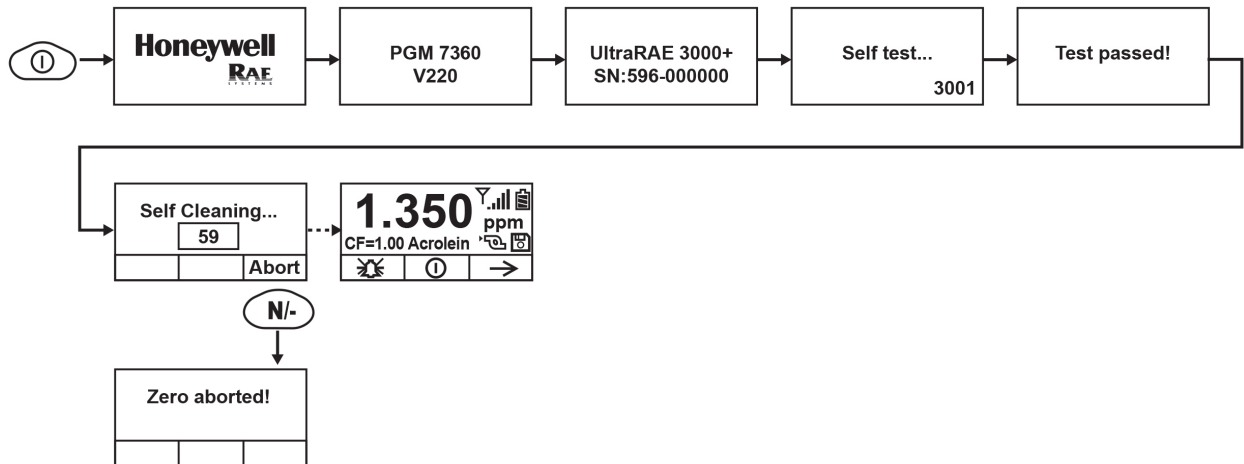 Honeywell
RAE
SYSTEMS
PGM 7360
V220
UltraRAE 3000+
SN:596-000000
Self test...
3001
Test passed!
Self Cleaning...
59
Abort
1.350
ppm
CF=1.00 Acrolein
N/-
Zero aborted!